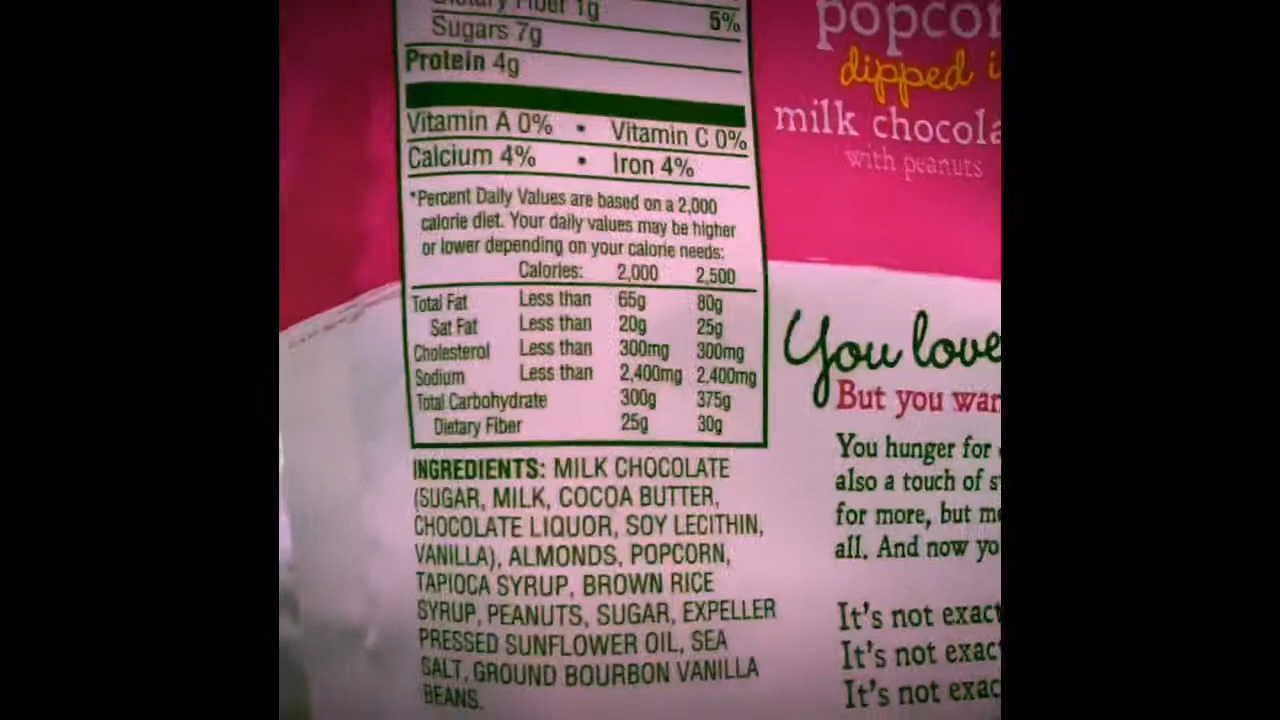 Dietary Fiber 1g 5%
Sugars 7g
Protein 4g
Vitamin A 0% • Vitamin C 0%
Calcium 4% • Iron 4%
*Percent Daily Values are based on a 2,000
calorie diet. Your daily values may be higher
or lower depending on your calorie needs:
Calories: 2,000 2,500
Total Fat Less than 65g 80g
Sat Fat Less than 20g 25g
Cholesterol Less than 300mg 300mg
Sodium Less than 2,400mg 2,400mg
Total Carbohydrate 300g 375g
Dietary Fiber 25g 30g
INGREDIENTS: MILK CHOCOLATE
(SUGAR, MILK, COCOA BUTTER,
CHOCOLATE LIQUOR, SOY LECITHIN,
VANILLA), ALMONDS, POPCORN,
TAPIOCA SYRUP, BROWN RICE
SYRUP, PEANUTS, SUGAR, EXPELLER
PRESSED SUNFLOWER OIL, SEA
SALT, GROUND BOURBON VANILLA
BEANS.
popcor
dipped i
milk chocola
with peanuts
You love
But you wan
You hunger for
also a touch of s
for more, but mo
all. And now yo
It's not exact
It's not exac
It's not exac